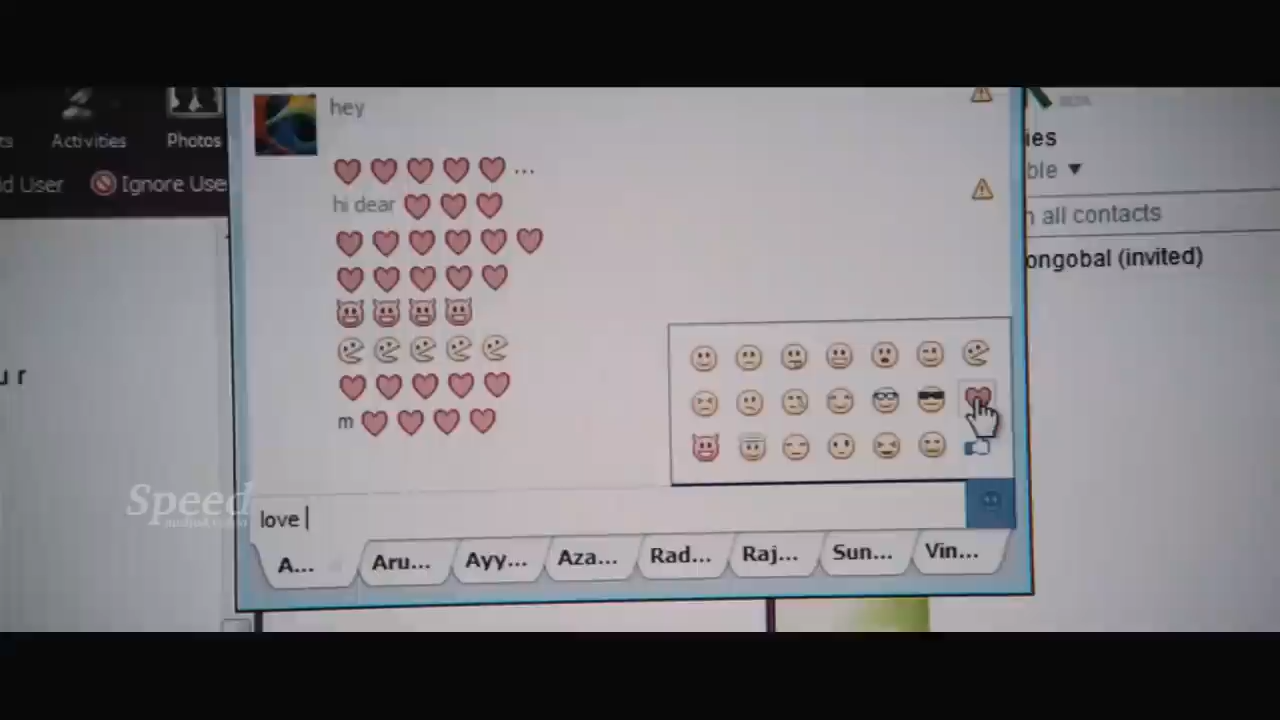 hey
Activities
Photos
...
hi dear
d User
Ignore Use
ble
n all contacts
ongobal (invited)
u r
m
Speed
love
A...
Aru...
Ayy...
Aza...
Rad...
Raj...
Sun...
Vin...
ies